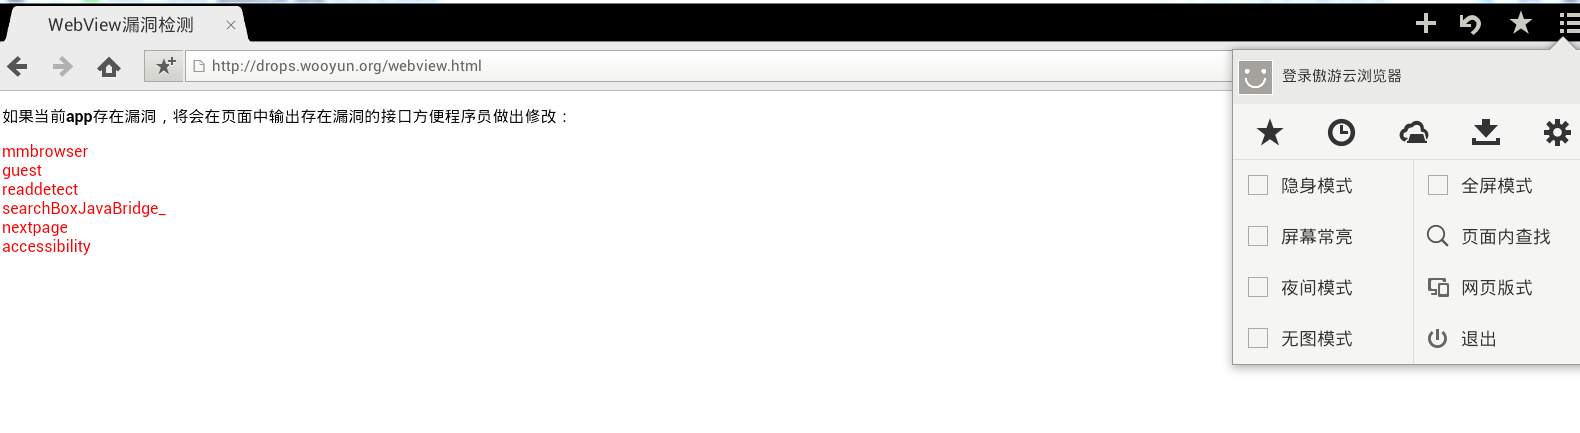 WebView漏洞检测
http://drops.wooyun.org/webview.html
登录傲游云浏览器
如果当前app存在漏洞，将会在页面中输出存在漏洞的接口方便程序员做出修改：
mmbrowser
guest
readdetect
searchBoxJavaBridge_
nextpage
accessibility
隐身模式
全屏模式
屏幕常亮
页面内查找
夜间模式
网页版式
无图模式
退出